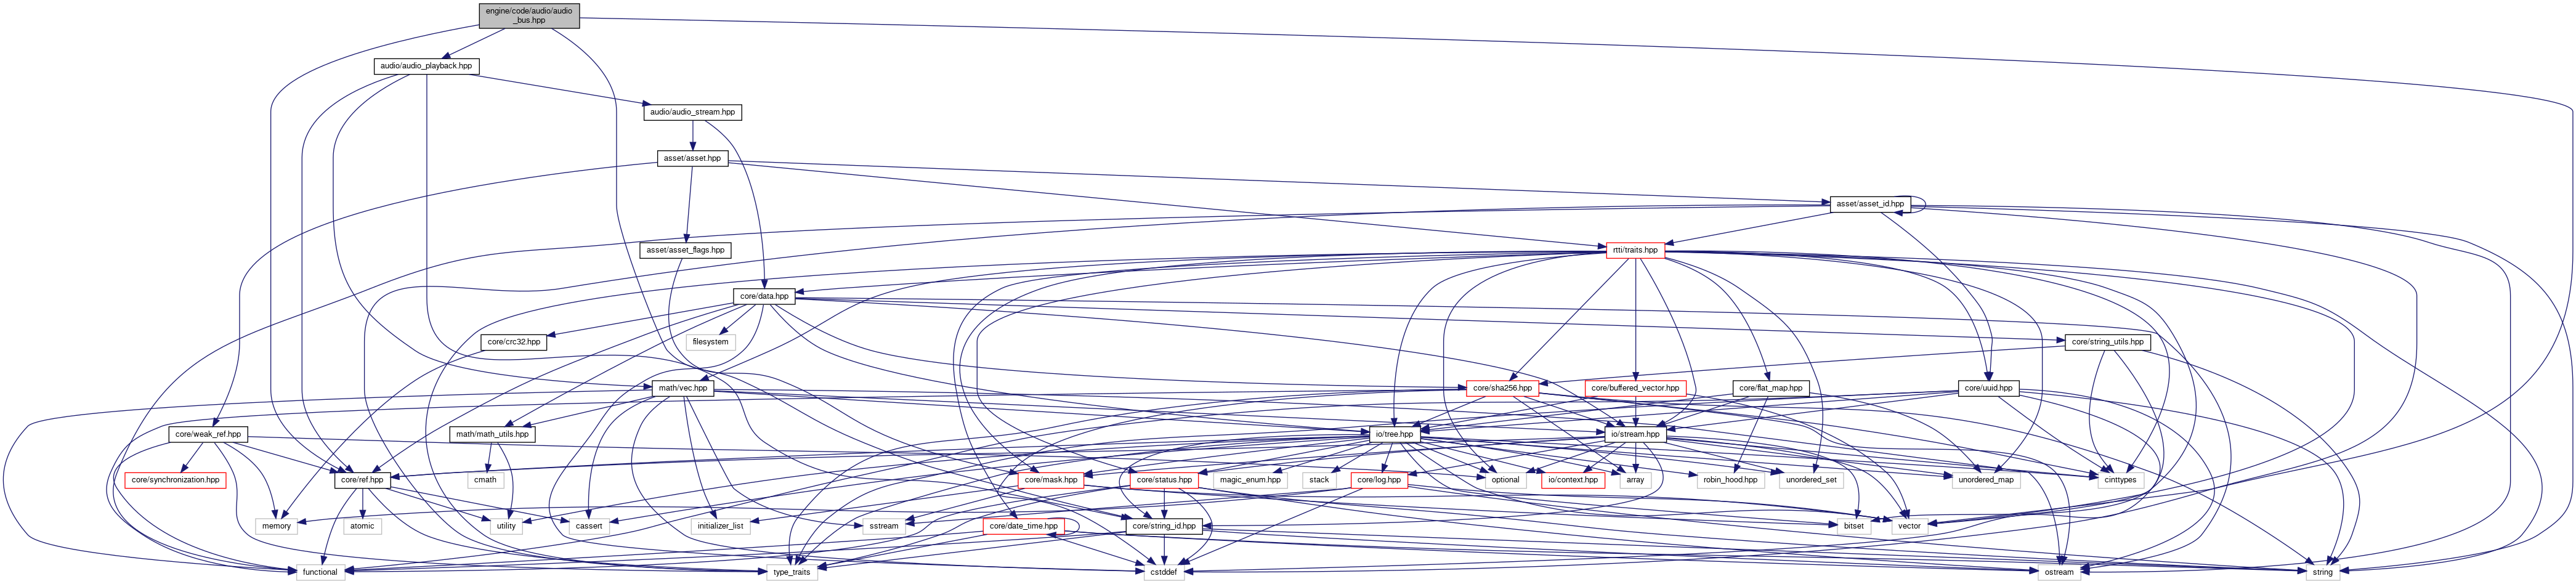 engine/code/audio/audio
_bus.hpp
audio/audio_playback.hpp
audio/audio_stream.hpp
asset/asset.hpp
asset/asset_id.hpp
asset/asset_flags.hpp
rtti/traits.hpp
core/data.hpp
core/crc32.hpp
filesystem
core/string_utils.hpp
math/vec.hpp
core/sha256.hpp
core/buffered_vector.hpp
core/flat_map.hpp
core/uuid.hpp
core/weak_ref.hpp
math/math_utils.hpp
io/tree.hpp
io/stream.hpp
core/synchronization.hpp
core/ref.hpp
cmath
core/mask.hpp
core/status.hpp
magic_enum.hpp
stack
core/log.hpp
optional
io/context.hpp
array
robin_hood.hpp
unordered_set
unordered_map
cinttypes
memory
atomic
utility
cassert
initializer_list
sstream
core/date_time.hpp
core/string_id.hpp
bitset
vector
functional
type_traits
cstddef
ostream
string